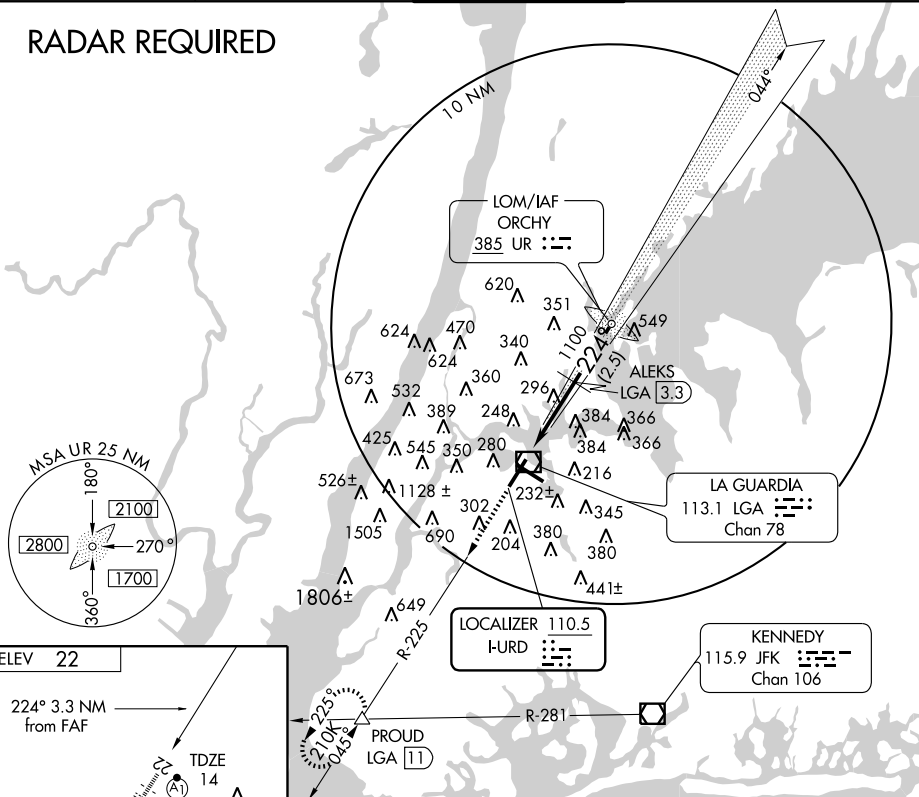 RADAR REQUIRED
10 NM
044°
LOM/IAF
ORCHY
385 UR
620
351
549
624
470
624
340
1100
224°
(2.5)
ALEKS
LGA 3.3
673
532
360
296
389
248
384
366
384
366
425
545
350
280
216
MSA UR 25 NM
180°
2100
2800
270°
1700
360°
526±
1128 ±
232±
LA GUARDIA
113.1 LGA
Chan 78
1505
690
302
204
345
380
380
441±
1806±
649
R-225
LOCALIZER 110.5
I-URD
KENNEDY
115.9 JFK
Chan 106
ELEV 22
224° 3.3 NM
from FAF
225°
210K
045°
R-281
PROUD
LGA 11
22
TDZE
14
A1